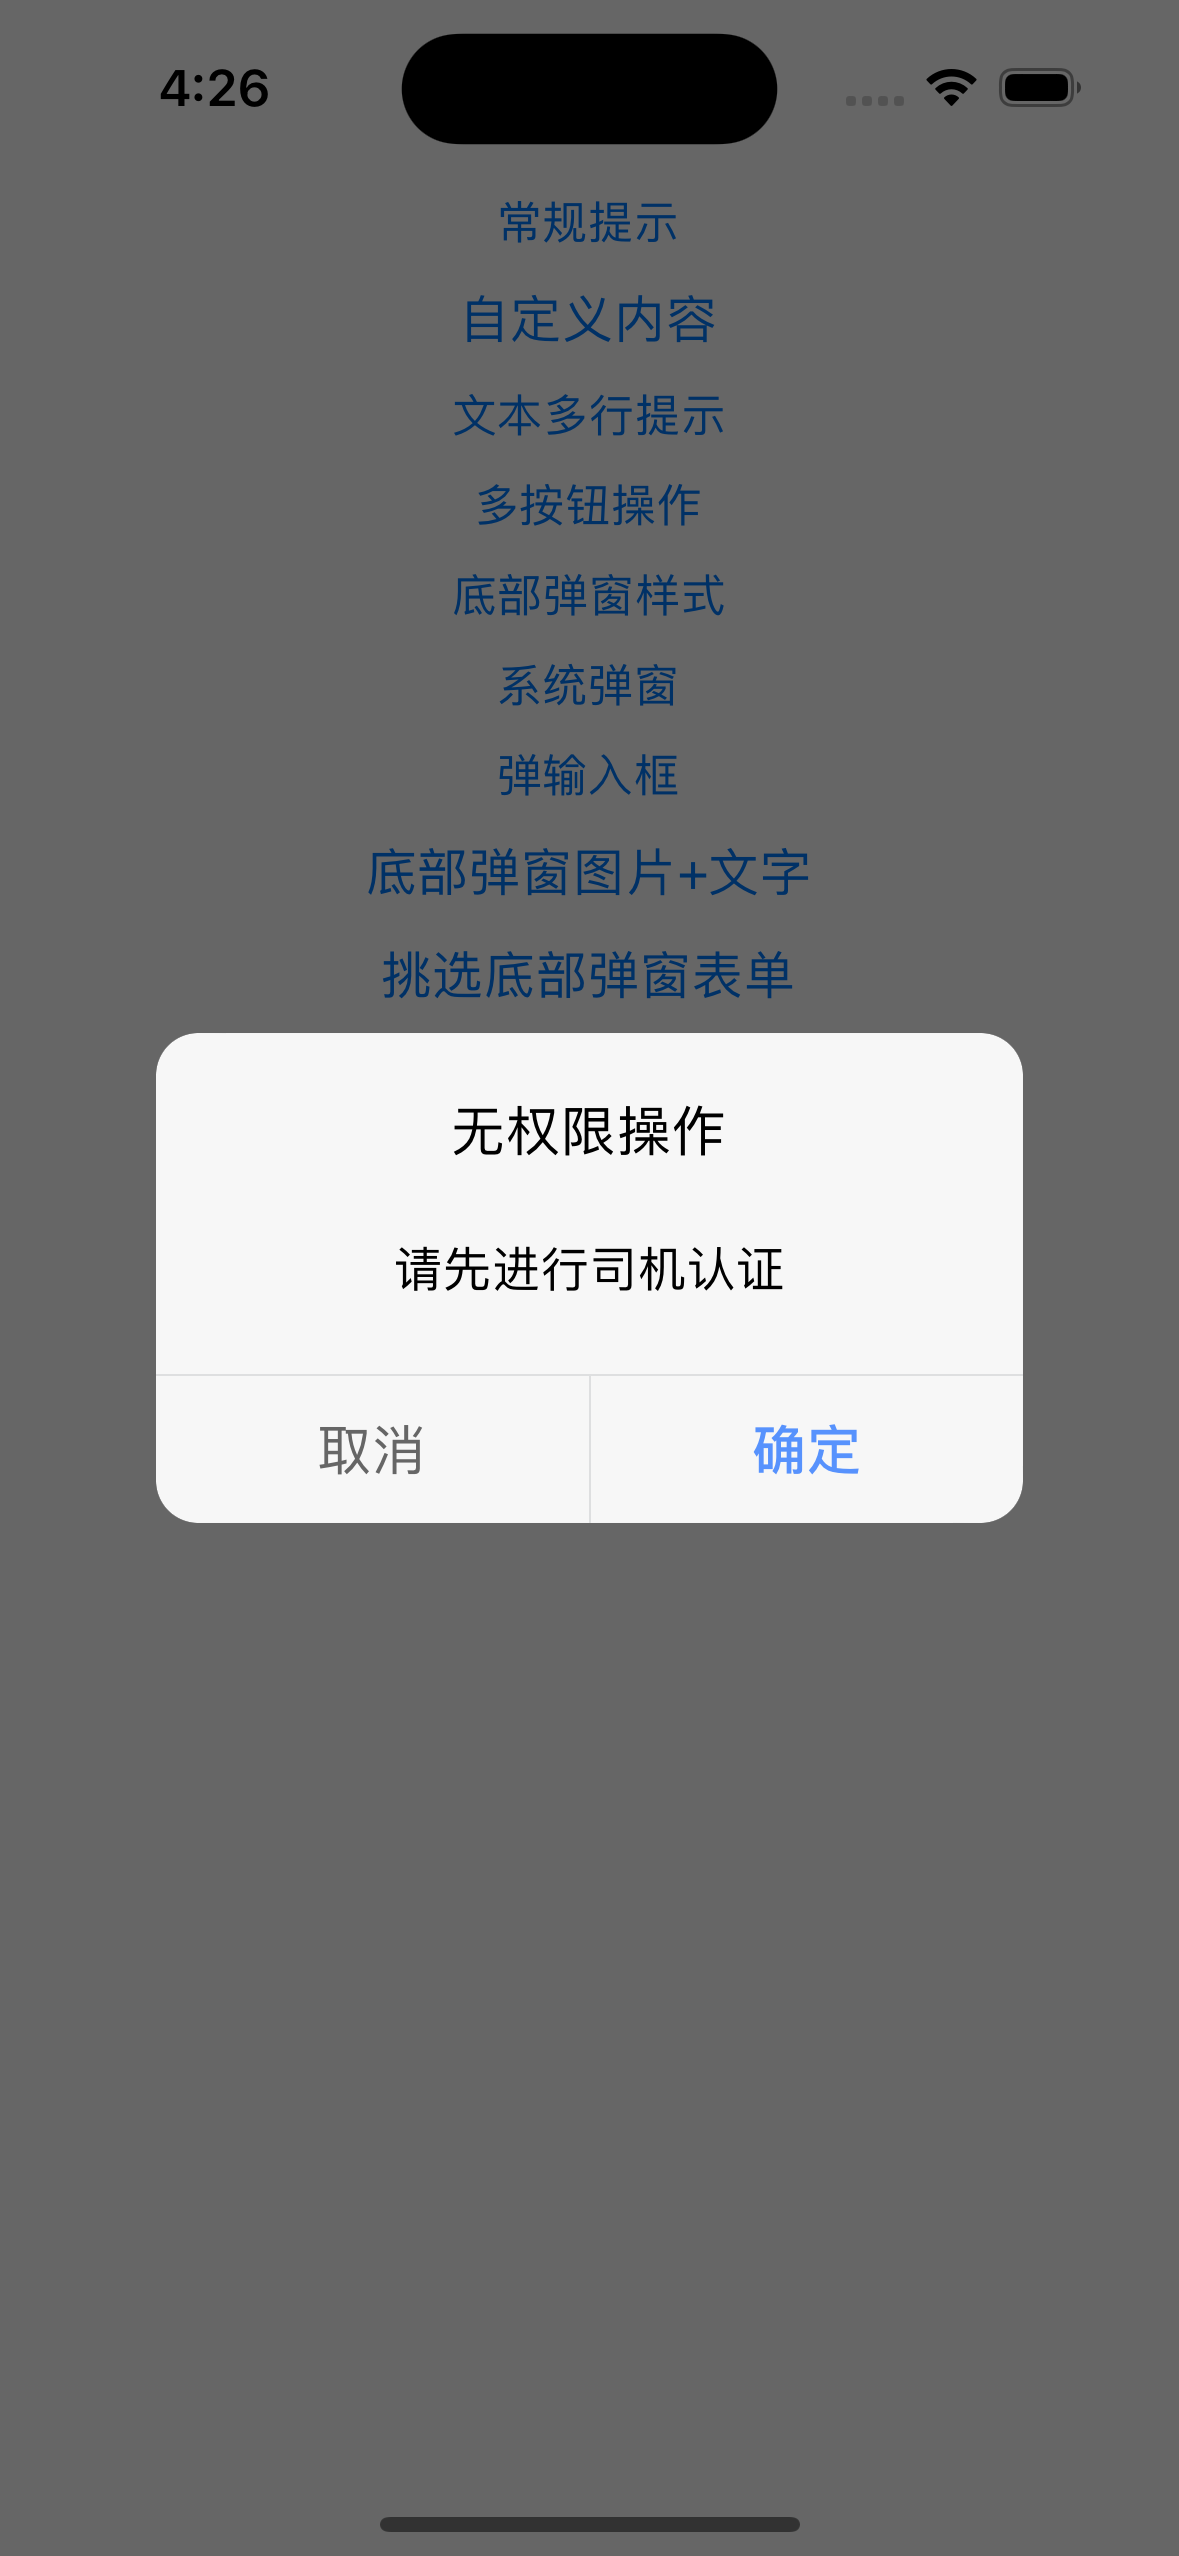 4:26
常规提示
自定义内容
文本多行提示
多按钮操作
底部弹窗样式
系统弹窗
弹输入框
底部弹窗图片+文字
挑选底部弹窗表单
无权限操作
请先进行司机认证
取消
确定